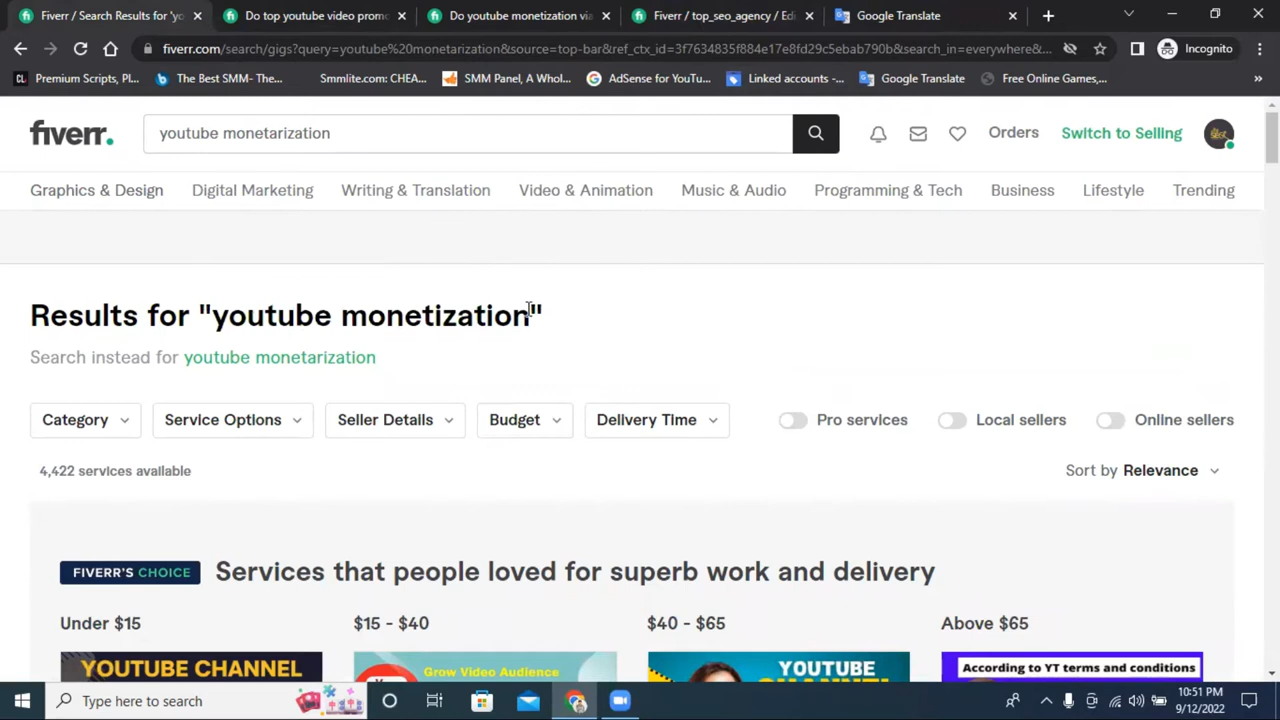 Fiverr / Search Results for 'yo
Do top youtube video promo
Do youtube monetization via
Fiverr / top_seo_agency / Edi
Google Translate
fiverr.com/search/gigs?query=youtube%20monetarization&source=top-bar&ref_ctx_id=3f7634835f84e17e8fd29c5ebab790b&search_in=everywhere&...
Incognito
CL Premium Scripts, Pl...
The Best SMM- The...
Smmlite.com: CHEA...
SMM Panel, A Whol...
AdSense for YouTu...
Linked accounts -...
Google Translate
Free Online Games,...
fiverr.
youtube monetarization
Orders
Switch to Selling
Graphics & Design
Digital Marketing
Writing & Translation
Video & Animation
Music & Audio
Programming & Tech
Business
Lifestyle
Trending
Results for "youtube monetization"
Search instead for youtube monetarization
Category
Service Options
Seller Details
Budget
Delivery Time
Pro services
Local sellers
Online sellers
4,422 services available
Sort by Relevance
FIVERR'S CHOICE
Services that people loved for superb work and delivery
Under $15
$15 - $40
$40 - $65
Above $65
YOUTUBE CHANNEL
Grow Video Audience
YOUTUBE
According to YT terms and conditions
Type here to search
10:51 PM
9/12/2022